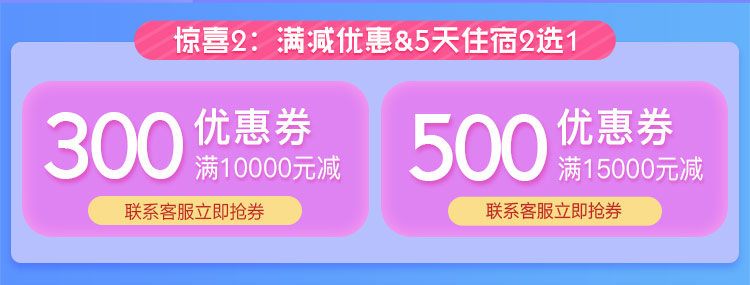 惊喜2：满减优惠&5天住宿2选1
300
优惠券
满10000元减
联系客服立即抢券
500
优惠券
满15000元减
联系客服立即抢券